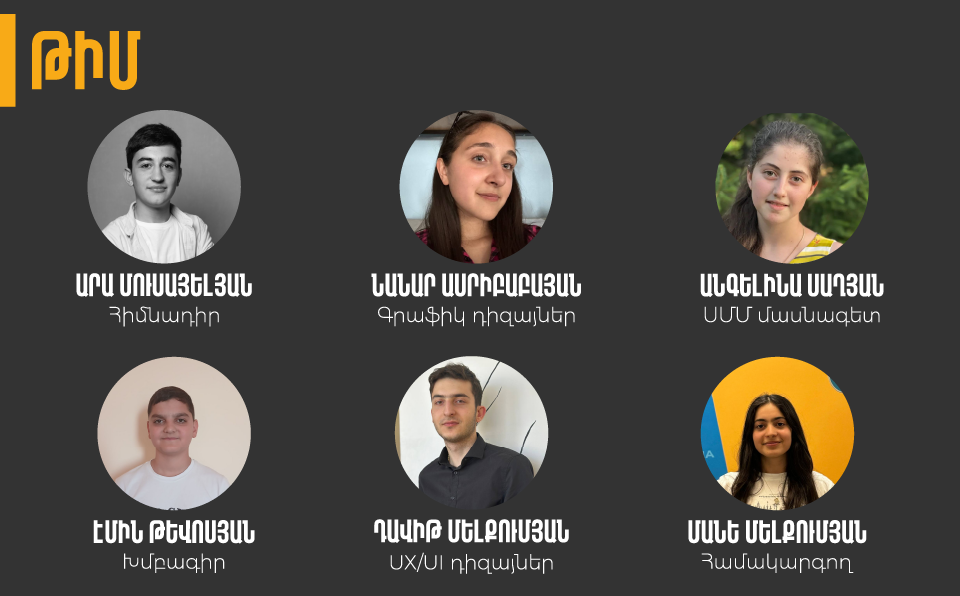 ԹԻՄ
ԱՐԱ ՄՈՒՍԱՅԵԼՅԱՆ
Հիմնադիր
ՆԱՆԱՐ ԱՍՐԻԲԱԲԱՅԱՆ
Գրաֆիկ դիզայներ
ԱՆԳԵԼԻՆԱ ՍԱՂՅԱՆ
ՍՄՄ մասնագետ
ԷՄԻՆ ԹԵՎՈՍՅԱՆ
Խմբագիր
ԴԱՎԻԹ ՄԵԼՔՈՒՄՅԱՆ
UX/UI դիզայներ
ՄԱՆԵ ՄԵԼՔՈՒՄՅԱՆ
Համակարգող